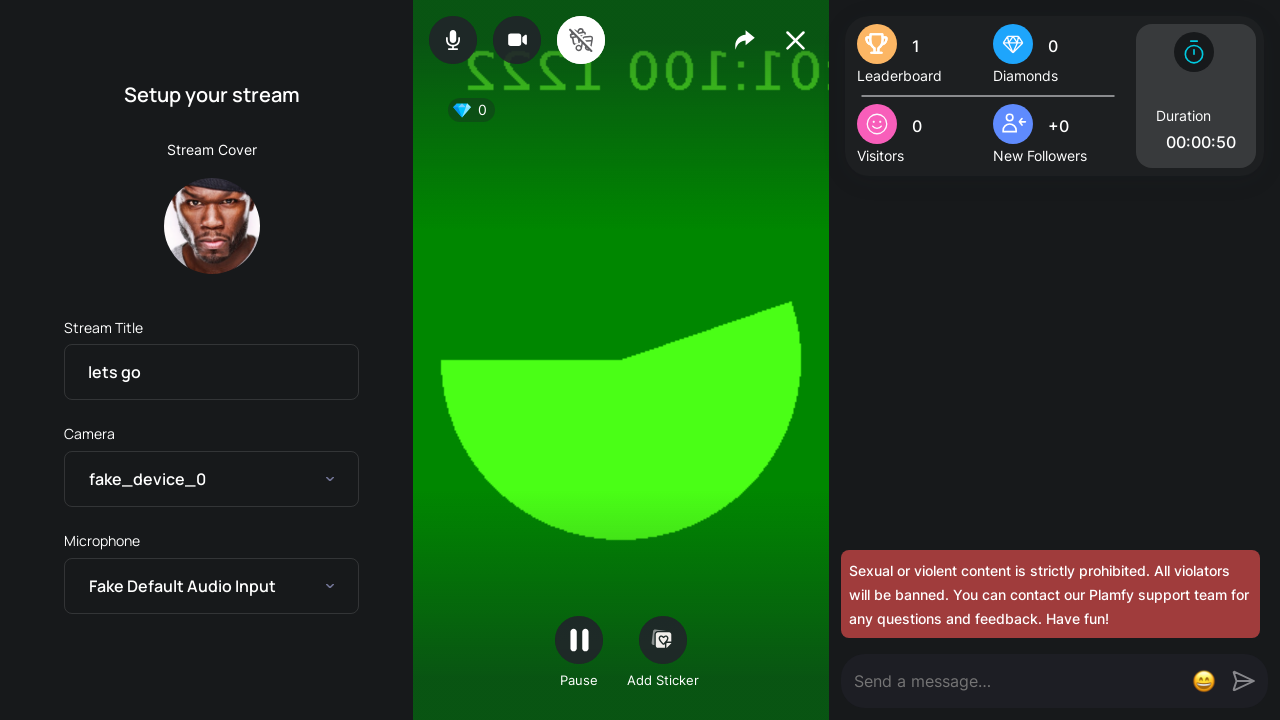 Setup your stream
Stream Cover
Stream Title
lets go
Camera
fake_device_0
Microphone
Fake Default Audio Input
0
Pause
Add Sticker
1
Leaderboard
0
Diamonds
0
Visitors
+0
New Followers
Duration
00:00:50
Sexual or violent content is strictly prohibited. All violators
will be banned. You can contact our Plamfy support team for
any questions and feedback. Have fun!
Send a message...